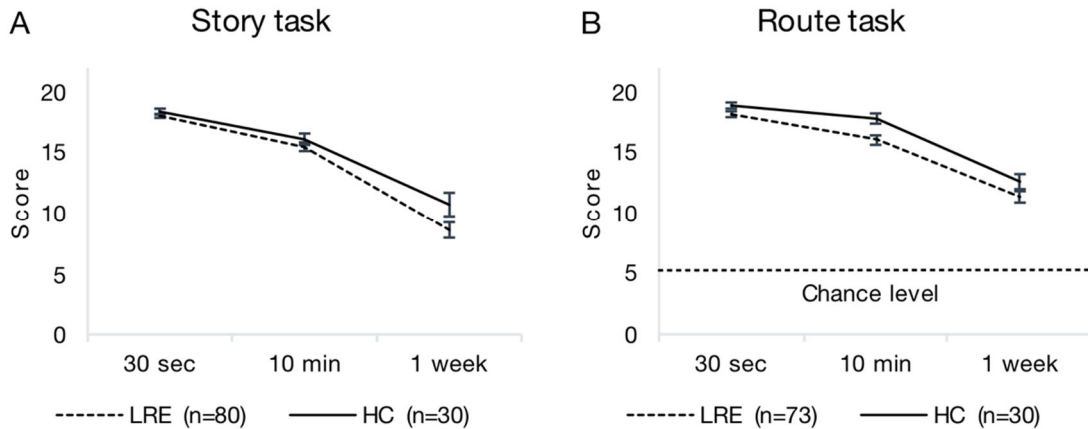 A
Story task
20
15
10
5
0
Score
30 sec
10 min
1 week
LRE (n=80)
HC (n=30)
B
Route task
20
15
10
5
0
Score
Chance level
30 sec
10 min
1 week
LRE (n=73)
HC (n=30)